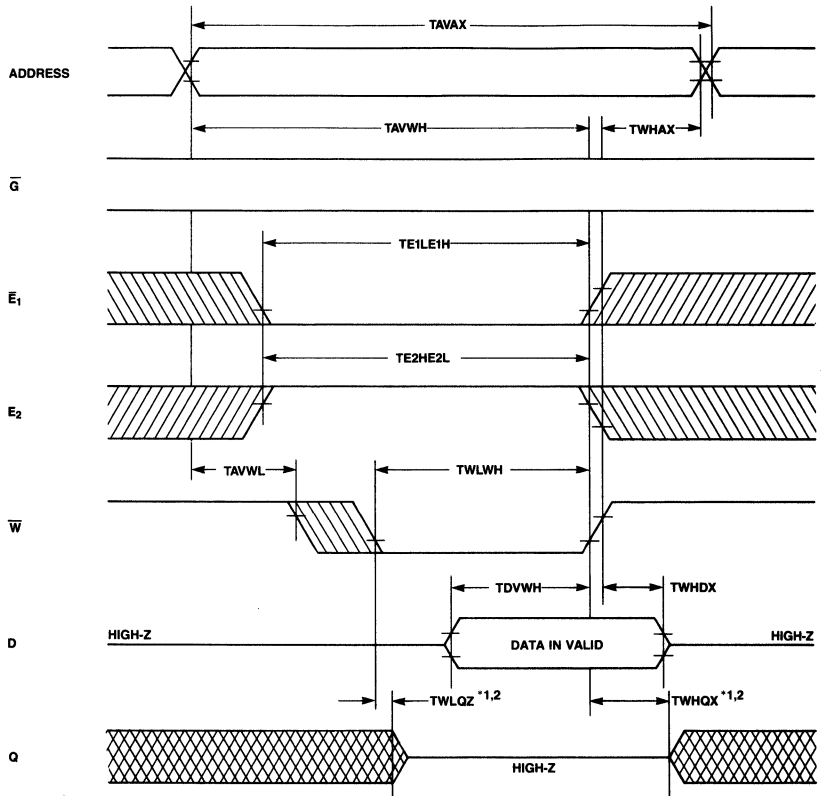 TAVAX
ADDRESS
TAVWH
TWHAX
G̅
TE1LE1H
E̅₁
TE2HE2L
E₂
TAVWL
TWLWH
W̅
TDVWH
TWHDX
D
HIGH-Z
DATA IN VALID
HIGH-Z
TWLQZ *1,2
TWHQX *1,2
Q
HIGH-Z